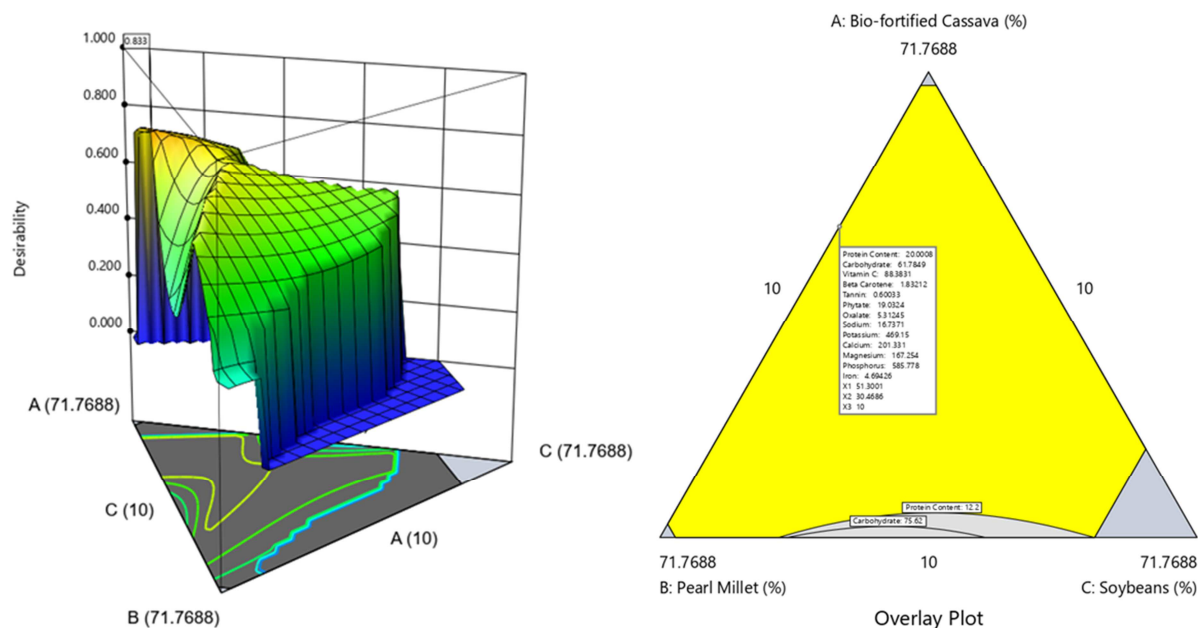 1.000
0.833
0.800
0.600
0.400
0.200
0.000
Desirability
A (71.7688)
C (71.7688)
C (10)
A (10)
B (71.7688)
A: Bio-fortified Cassava (%)
71.7688
10
10
Protein Content: 20.0008
Carbohydrate: 61.7849
Vitamin C: 88.3831
Beta Carotene: 1.83212
Tannin: 0.60033
Phytate: 19.0324
Oxalate: 5.31245
Sodium: 16.7371
Potassium: 469.15
Calcium: 201.331
Magnesium: 167.254
Phosphorus: 585.778
Iron: 4.69426
X1 51.3001
X2 30.4686
X3 10
Protein Content: 12.2
Carbohydrate: 75.62
71.7688
10
71.7688
B: Pearl Millet (%)
C: Soybeans (%)
Overlay Plot